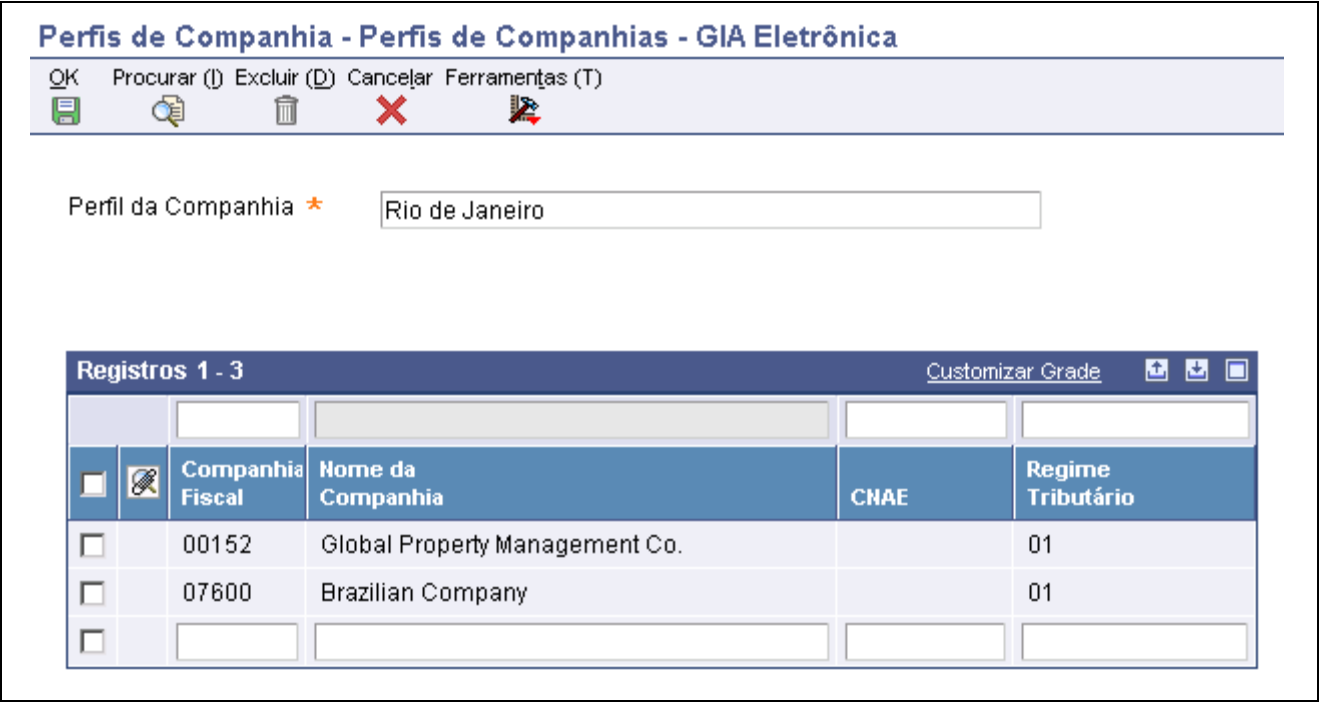 Perfis de Companhia - Perfis de Companhias - GIA Eletrônica
OK Procurar (I) Excluir (D) Cancelar Ferramentas (T)
Perfil da Companhia * Rio de Janeiro
Registros 1 - 3 Customizar Grade
Companhia Nome da Regime
Fiscal Companhia CNAE Tributário
00152 Global Property Management Co. 01
07600 Brazilian Company 01